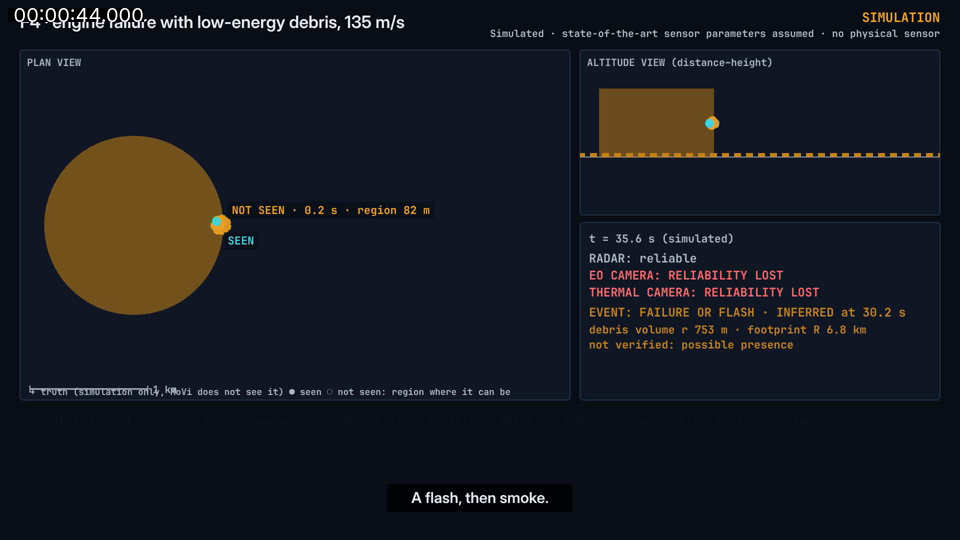 00:00:44.000
F4 · engine failure with low-energy debris, 135 m/s
SIMULATION
Simulated · state-of-the-art sensor parameters assumed · no physical sensor
PLAN VIEW
NOT SEEN · 0.2 s · region 82 m
SEEN
1 km
+ truth (simulation only, NoVi does not see it) ● seen ○ not seen: region where it can be
ALTITUDE VIEW (distance-height)
t = 35.6 s (simulated)
RADAR: reliable
EO CAMERA: RELIABILITY LOST
THERMAL CAMERA: RELIABILITY LOST
EVENT: FAILURE OR FLASH · INFERRED at 30.2 s
debris volume r 753 m · footprint R 6.8 km
not verified: possible presence
A flash, then smoke.